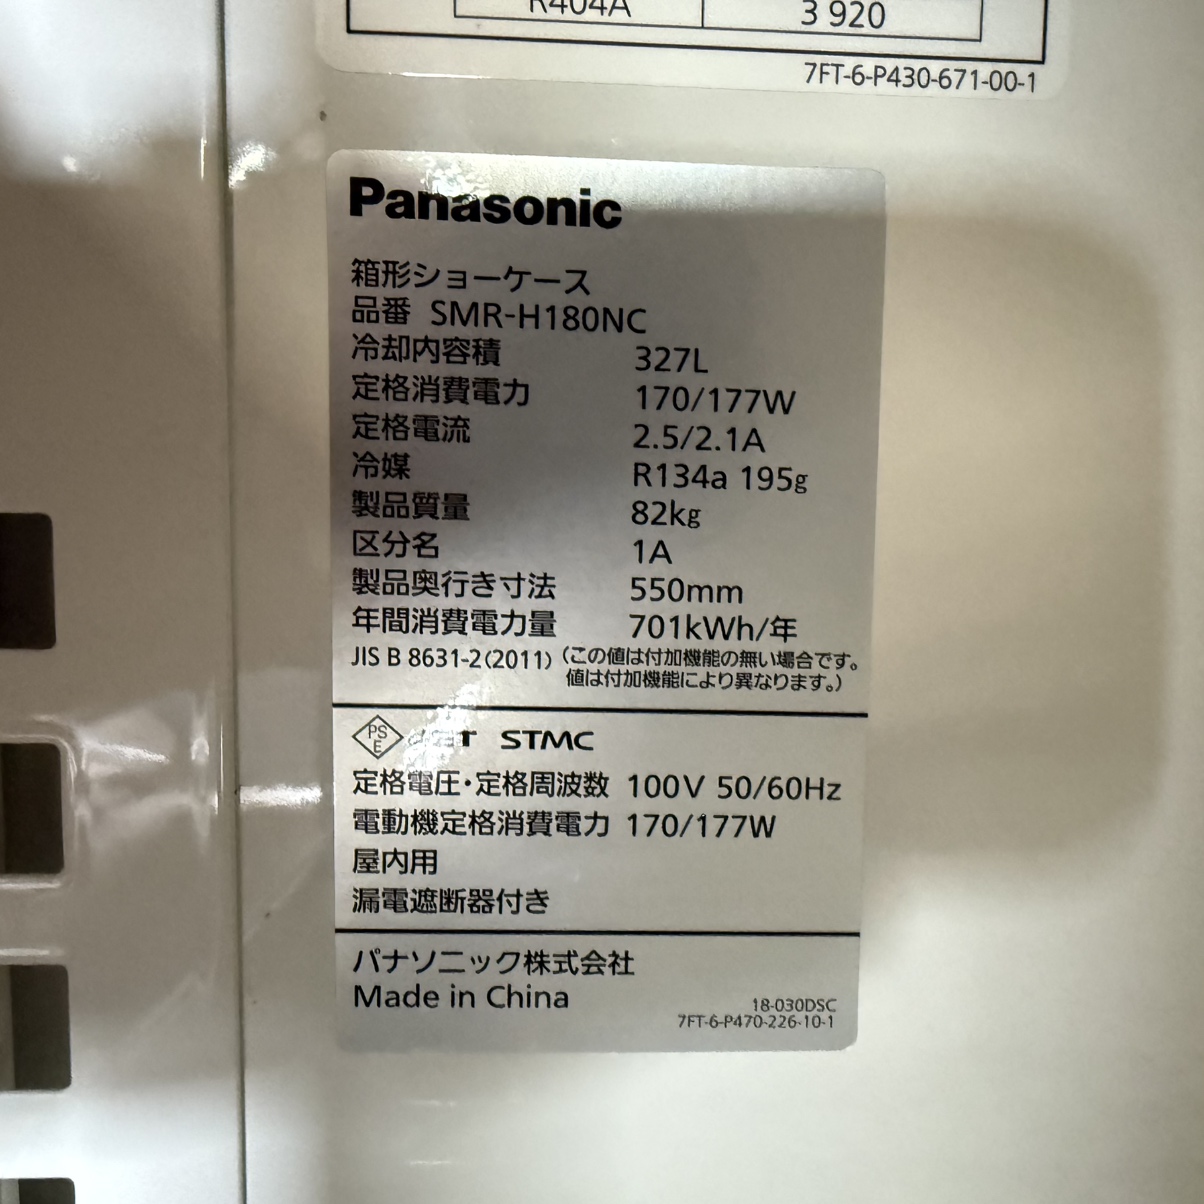 R404A 3 920
7FT-6-P430-671-00-1
Panasonic
箱形ショーケース
品番 SMR-H180NC
冷却内容積 327L
定格消費電力 170/177W
定格電流 2.5/2.1A
冷媒 R134a 195g
製品質量 82kg
区分名 1A
製品奥行き寸法 550mm
年間消費電力量 701kWh/年
JIS B 8631-2(2011) (この値は付加機能の無い場合です。
値は付加機能により異なります。)
PS E JET STMC
定格電圧・定格周波数 100V 50/60Hz
電動機定格消費電力 170/177W
屋内用
漏電遮断器付き
パナソニック株式会社
Made in China
18-030DSC
7FT-6-P470-226-10-1